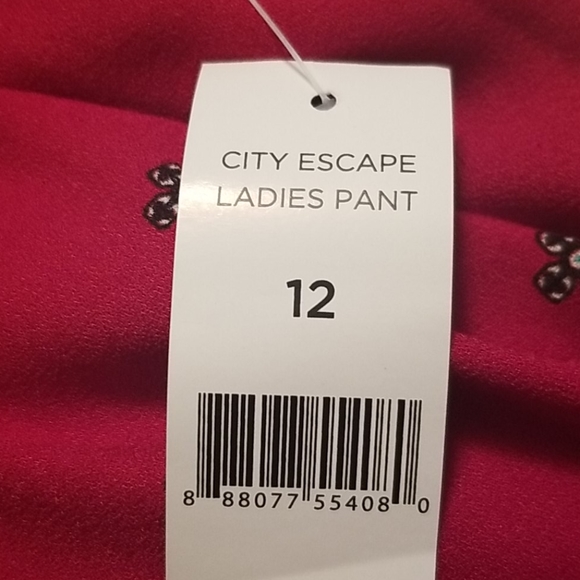 CITY ESCAPE
LADIES PANT
12
8 88077 55408 0